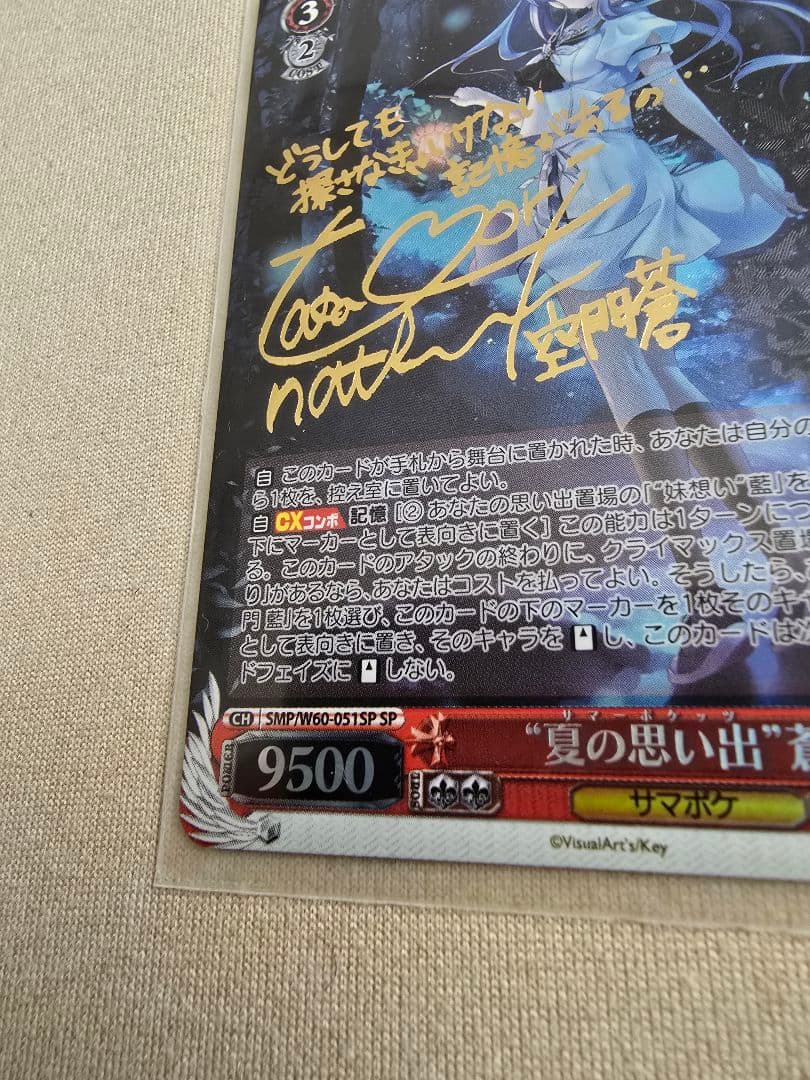 3
2
COST
どうしても
探さなきゃいけない
記憶があるの…
空門蒼
自 このカードが手札から舞台に置かれた時、あなたは自分の
ら1枚を、控え室に置いてよい。
自 CXコンボ 記憶 [② あなたの思い出置場の「“妹想い”藍」を
下にマーカーとして表向きに置く] この能力は1ターンにつ
る。このカードのアタックの終わりに、クライマックス置場
り」があるなら、あなたはコストを払ってよい。そうしたら、
門 藍」を1枚選び、このカードの下のマーカーを1枚そのキャ
として表向きに置き、そのキャラを し、このカードは
ドフェイズに しない。
CH SMP/W60-051SP SP
サマーポケッツ
“夏の思い出”蒼
POWER 9500
SOUL
サマポケ
©VisualArt's/Key